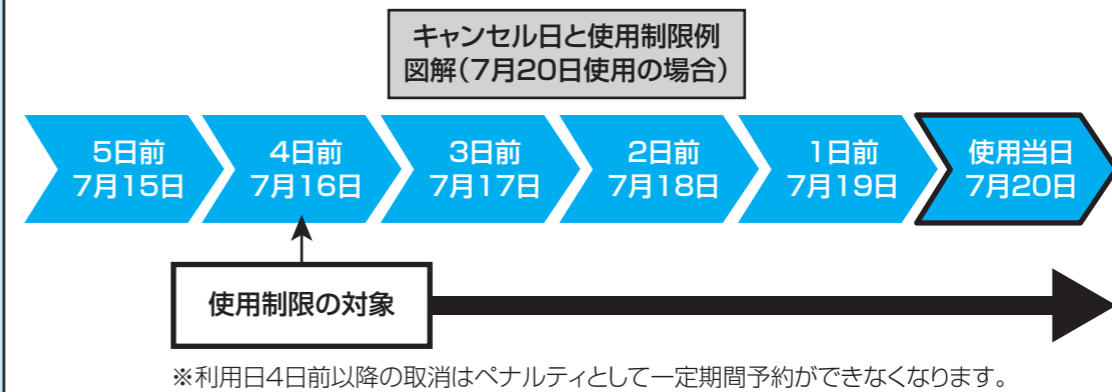 キャンセル日と使用制限例
図解(7月20日使用の場合)
5日前
7月15日
4日前
7月16日
3日前
7月17日
2日前
7月18日
1日前
7月19日
使用当日
7月20日
使用制限の対象
※利用日4日前以降の取消はペナルティとして一定期間予約ができなくなります。